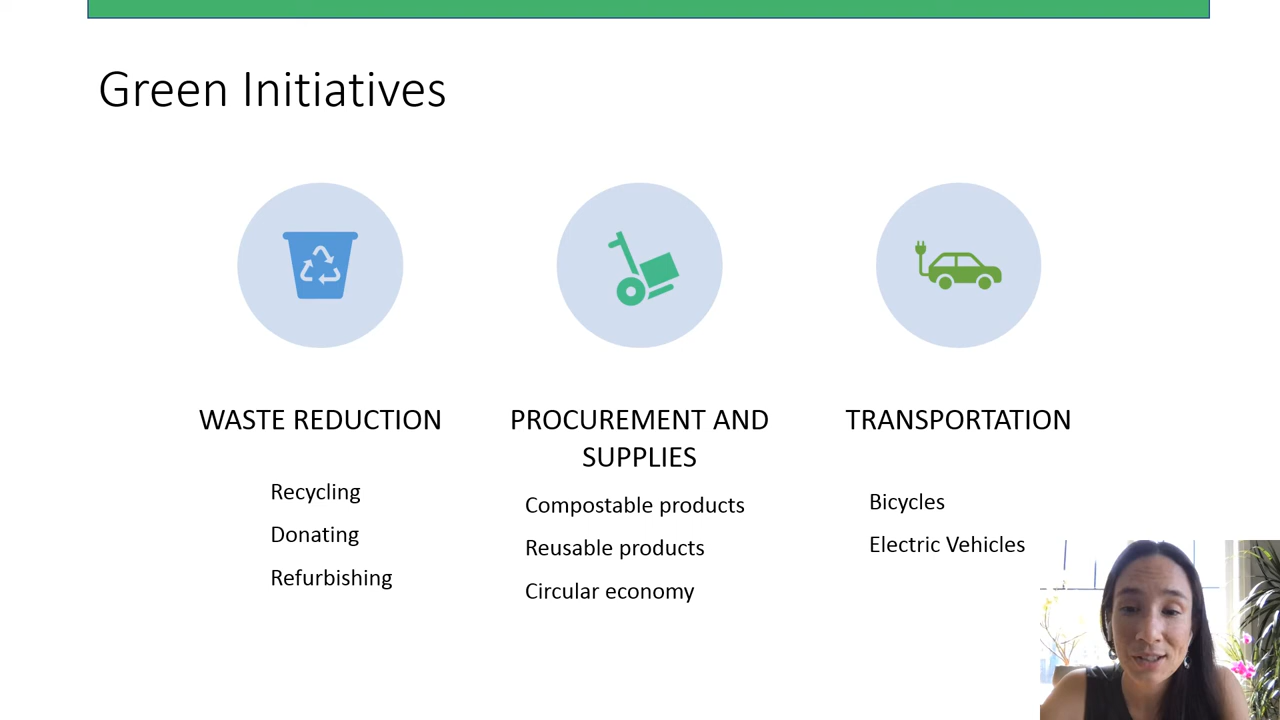 Green Initiatives
WASTE REDUCTION
Recycling
Donating
Refurbishing
PROCUREMENT AND
SUPPLIES
Compostable products
Reusable products
Circular economy
TRANSPORTATION
Bicycles
Electric Vehicles